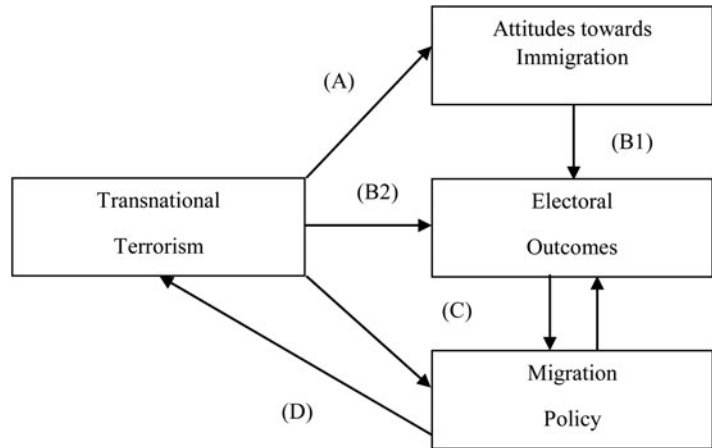 Attitudes towards
Immigration
(A)
(B1)
Transnational
Terrorism
(B2)
Electoral
Outcomes
(C)
Migration
Policy
(D)